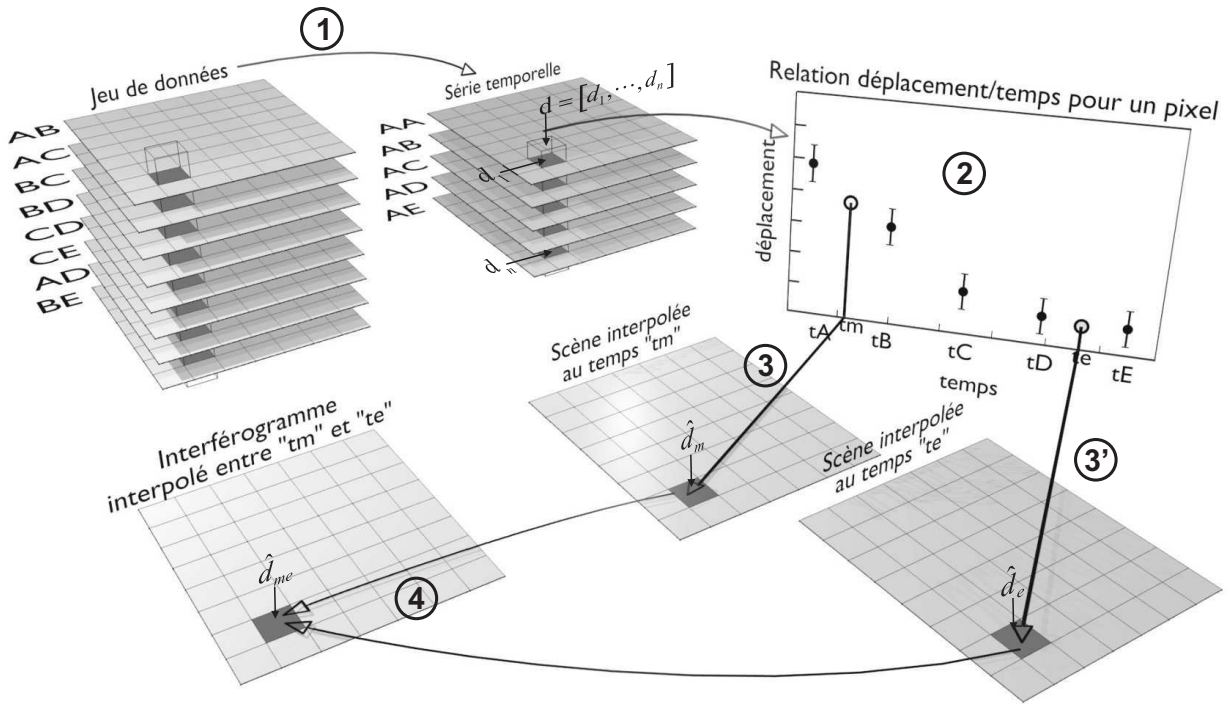 1
Jeu de données
AB
AC
BC
BD
CD
CE
AD
BE
Série temporelle
d = [d1,...,dn]
AA
AB
AC
AD
AE
d1
dn
Relation déplacement/temps pour un pixel
2
déplacement
tA
tm
tB
tC
tD
te
tE
temps
Scène interpolée
au temps "tm"
3
d̂m
Scène interpolée
au temps "te"
3'
d̂e
Interférogramme
interpolé entre "tm" et "te"
d̂me
4